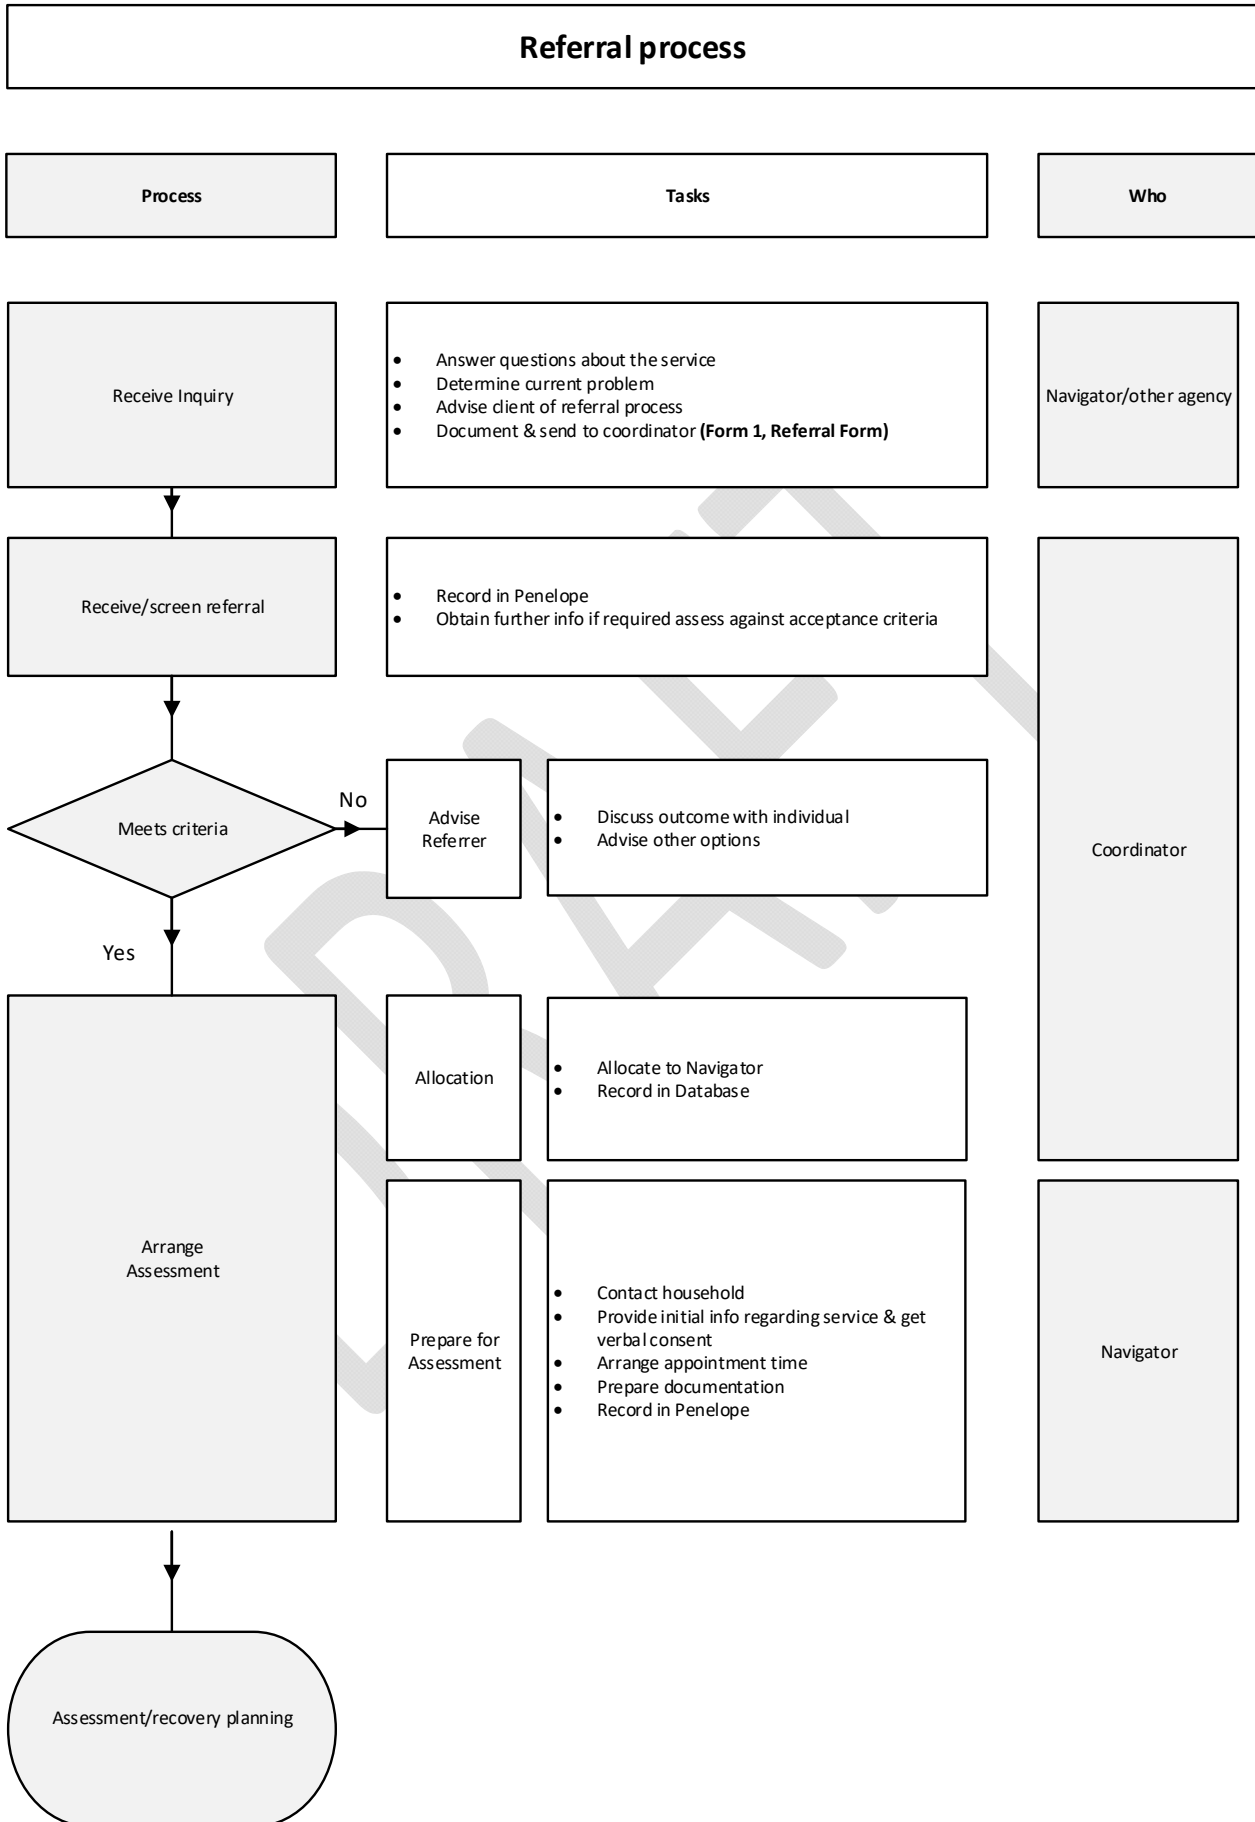 Referral process
Process
Tasks
Who
Receive Inquiry
• Answer questions about the service
• Determine current problem
• Advise client of referral process
• Document & send to coordinator (Form 1, Referral Form)
Navigator/other agency
Receive/screen referral
• Record in Penelope
• Obtain further info if required assess against acceptance criteria
Coordinator
Meets criteria
No
Advise
Referrer
• Discuss outcome with individual
• Advise other options
Yes
Arrange
Assessment
Allocation
• Allocate to Navigator
• Record in Database
Prepare for
Assessment
• Contact household
• Provide initial info regarding service & get
verbal consent
• Arrange appointment time
• Prepare documentation
• Record in Penelope
Navigator
Assessment/recovery planning
DRAFT